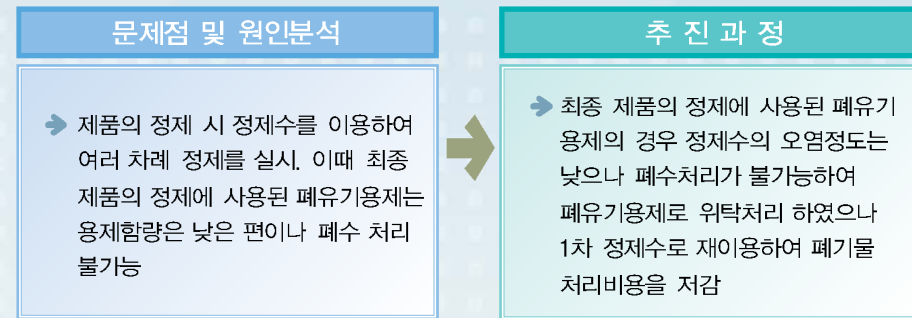 문제점 및 원인분석
제품의 정제 시 정제수를 이용하여
여러 차례 정제를 실시. 이때 최종
제품의 정제에 사용된 폐유기용제는
용제함량은 낮은 편이나 폐수 처리
불가능
추 진 과 정
최종 제품의 정제에 사용된 폐유기
용제의 경우 정제수의 오염정도는
낮으나 폐수처리가 불가능하여
폐유기용제로 위탁처리 하였으나
1차 정제수로 재이용하여 폐기물
처리비용을 저감